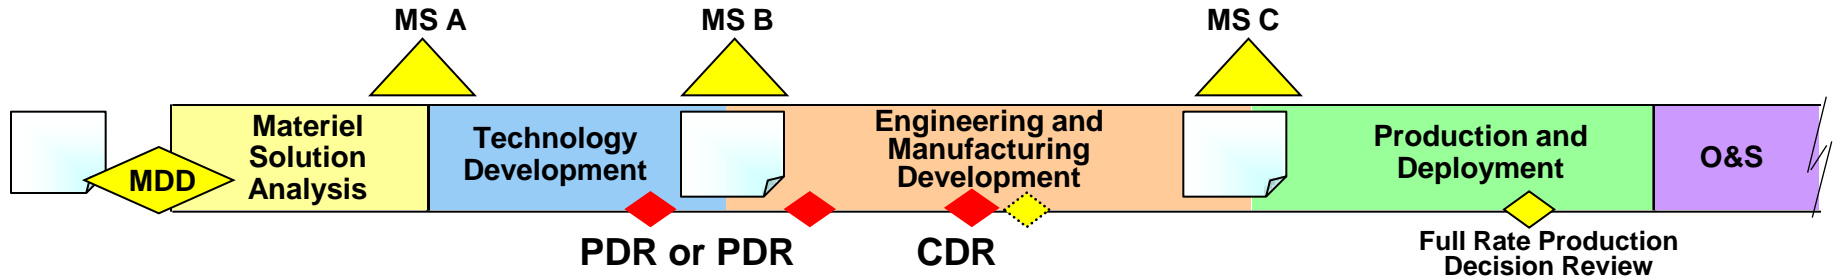 MS A
MS B
MS C
MDD
Materiel
Solution
Analysis
Technology
Development
Engineering and
Manufacturing
Development
Production and
Deployment
O&S
PDR or PDR
CDR
Full Rate Production
Decision Review